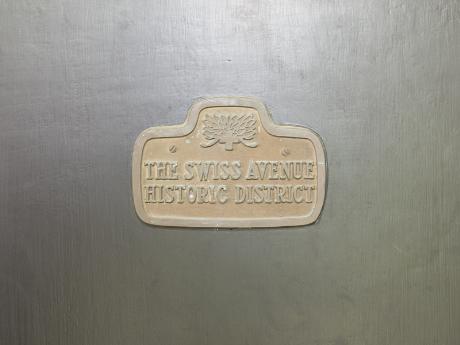 THE SWISS AVENUE
HISTORIC DISTRICT